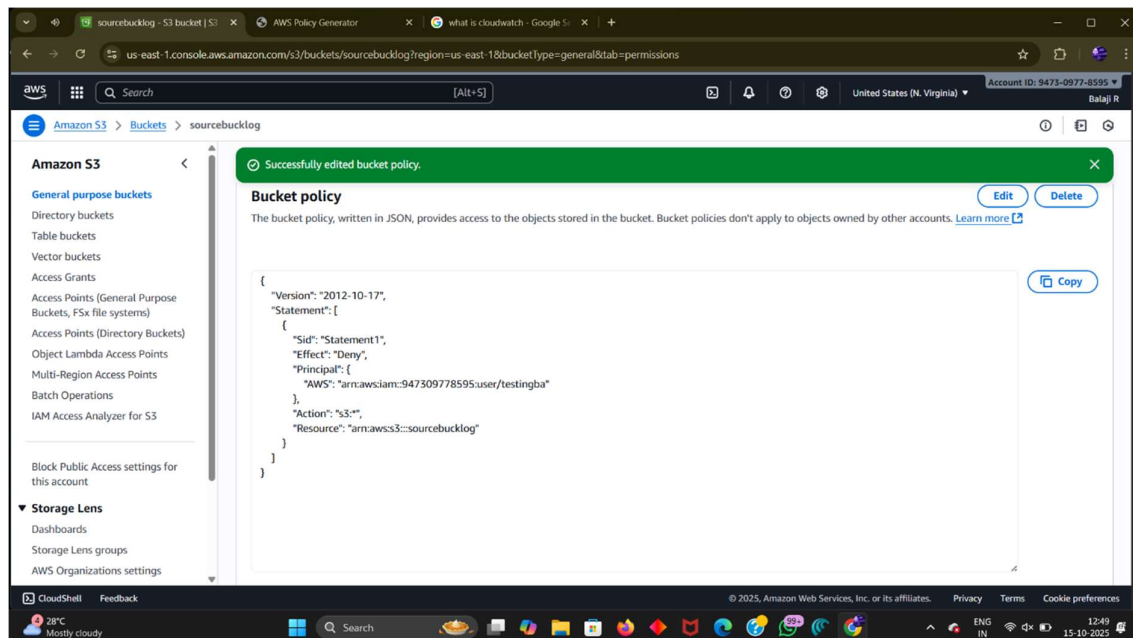 sourcebucklog - S3 bucket | S3
AWS Policy Generator
what is cloudwatch - Google Se
us-east-1.console.aws.amazon.com/s3/buckets/sourcebucklog?region=us-east-1&bucketType=general&tab=permissions
aws
Search
[Alt+S]
United States (N. Virginia)
Account ID: 9473-0977-8595
Balaji R
Amazon S3 > Buckets > sourcebucklog
Amazon S3
General purpose buckets
Directory buckets
Table buckets
Vector buckets
Access Grants
Access Points (General Purpose
Buckets, FSx file systems)
Access Points (Directory Buckets)
Object Lambda Access Points
Multi-Region Access Points
Batch Operations
IAM Access Analyzer for S3
Block Public Access settings for
this account
Storage Lens
Dashboards
Storage Lens groups
AWS Organizations settings
Successfully edited bucket policy.
Bucket policy
Edit
Delete
The bucket policy, written in JSON, provides access to the objects stored in the bucket. Bucket policies don't apply to objects owned by other accounts. Learn more
Copy
{
"Version": "2012-10-17",
"Statement": [
{
"Sid": "Statement1",
"Effect": "Deny",
"Principal": {
"AWS": "arn:aws:iam::947309778595:user/testingba"
},
"Action": "s3:*",
"Resource": "arn:aws:s3:::sourcebucklog"
}
]
}
CloudShell
Feedback
© 2025, Amazon Web Services, Inc. or its affiliates.
Privacy
Terms
Cookie preferences
4
28°C
Mostly cloudy
Search
99+
ENG
IN
12:49
15-10-2025